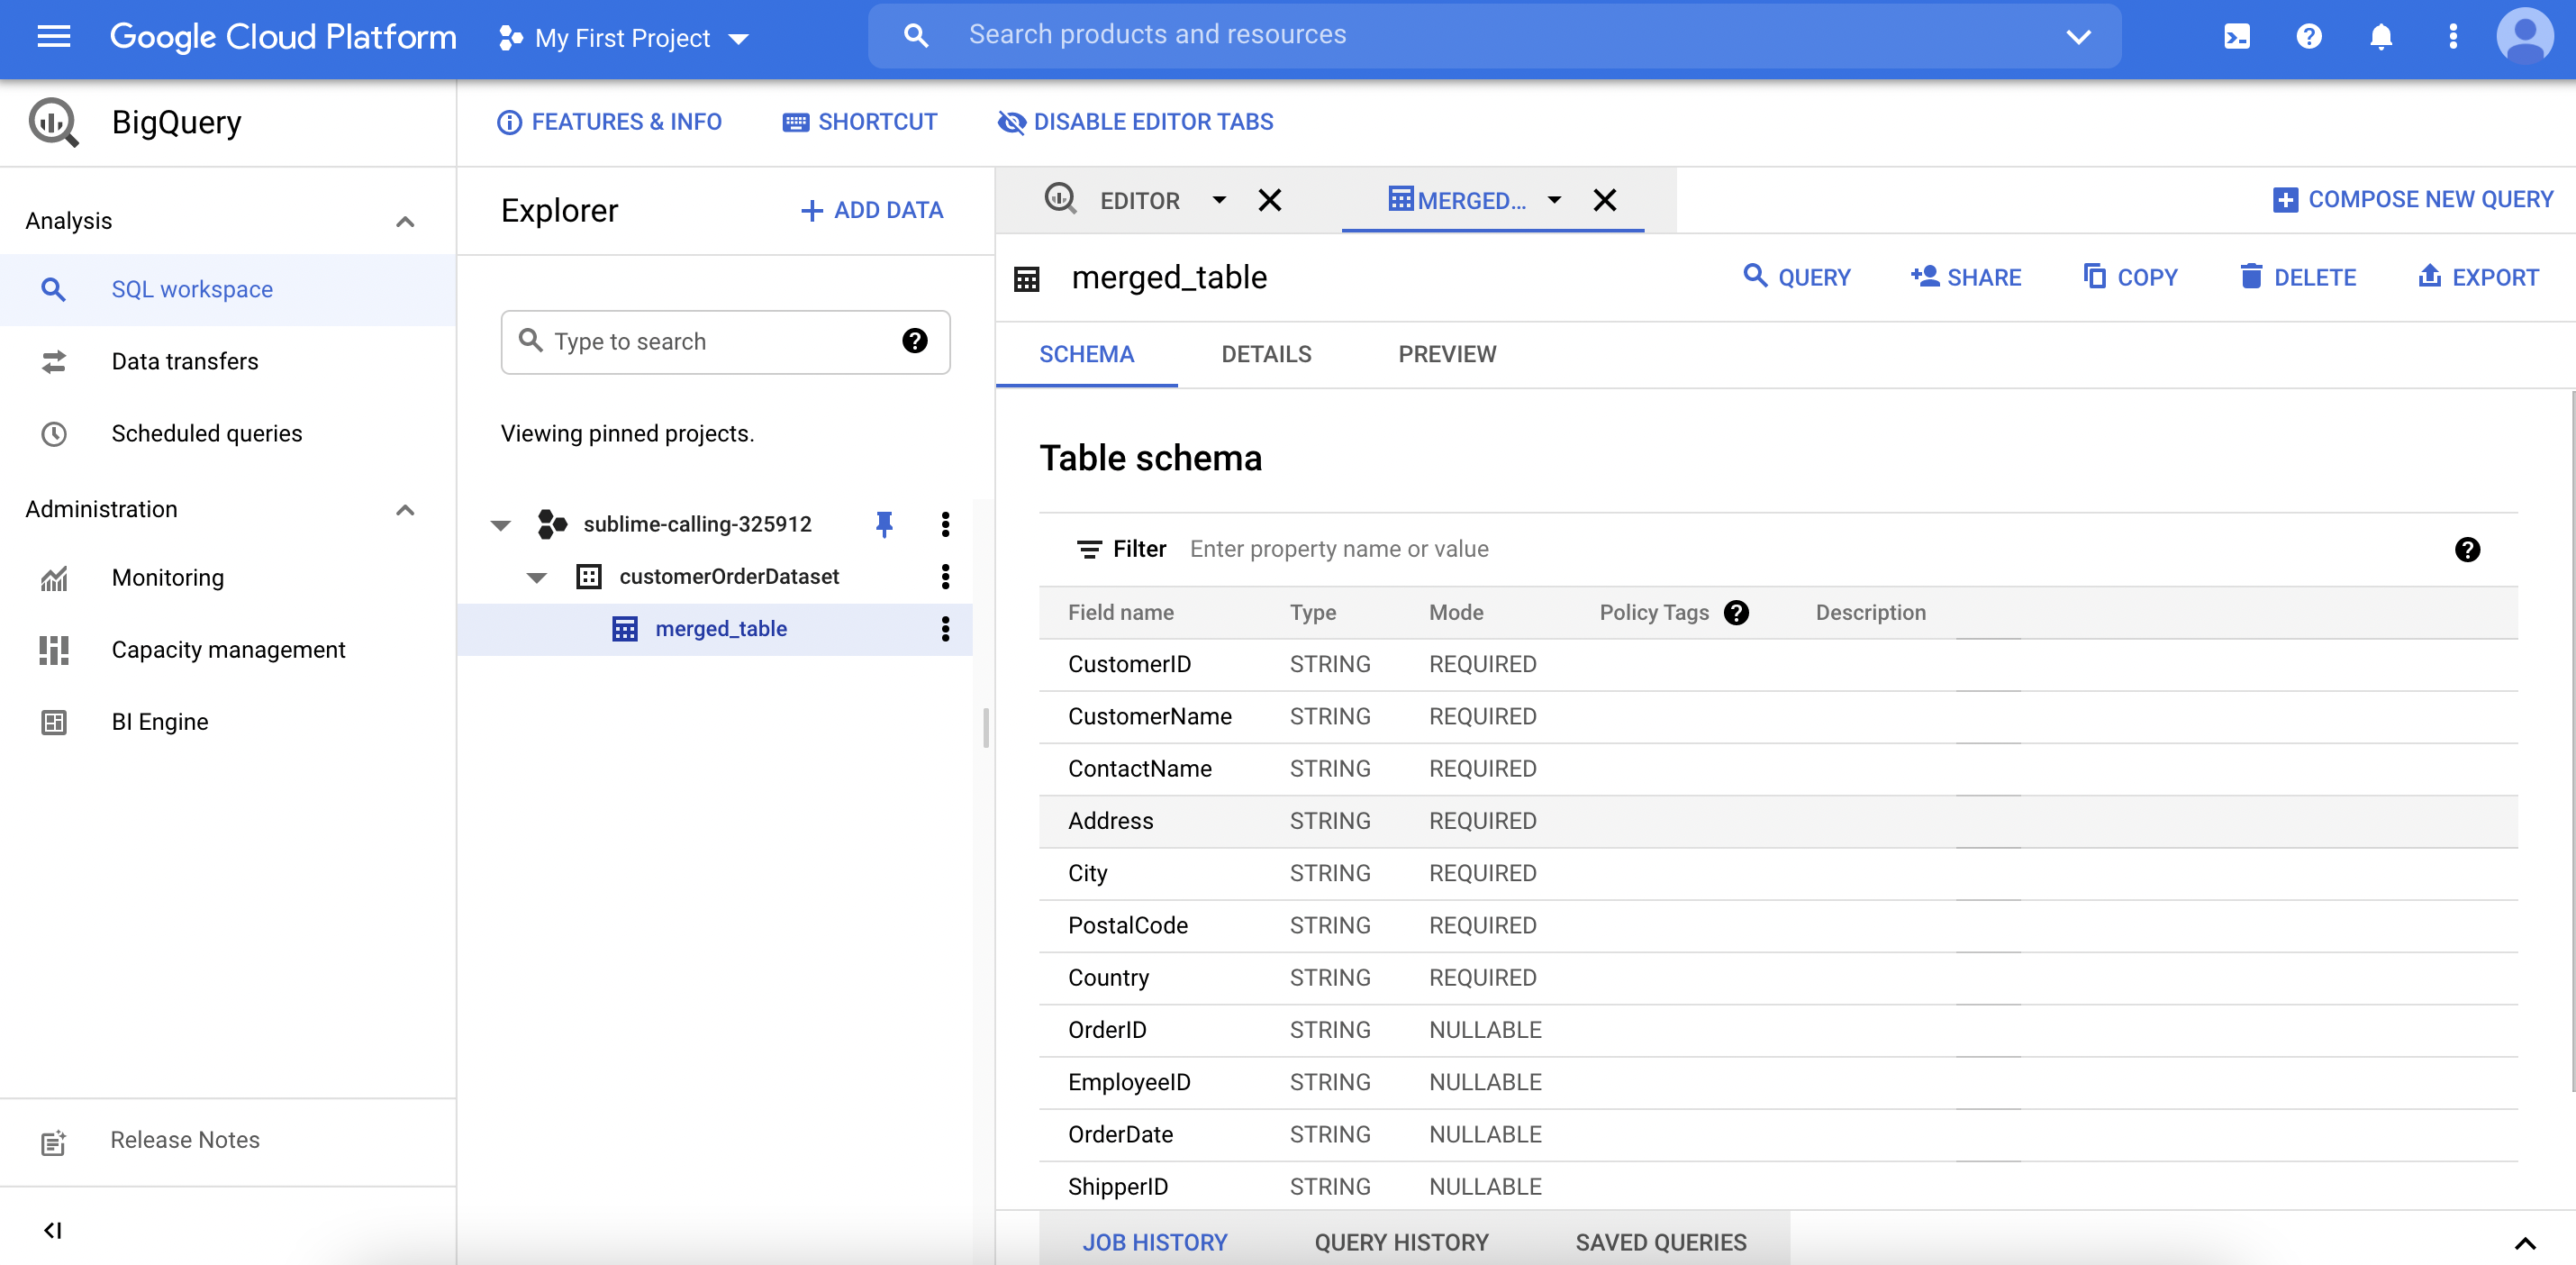 Google Cloud Platform
My First Project
Search products and resources
BigQuery
FEATURES & INFO
SHORTCUT
DISABLE EDITOR TABS
Analysis
SQL workspace
Data transfers
Scheduled queries
Administration
Monitoring
Capacity management
BI Engine
Release Notes
Explorer
+ ADD DATA
Type to search
Viewing pinned projects.
sublime-calling-325912
customerOrderDataset
merged_table
EDITOR
MERGED...
COMPOSE NEW QUERY
merged_table
QUERY
SHARE
COPY
DELETE
EXPORT
SCHEMA
DETAILS
PREVIEW
Table schema
Filter Enter property name or value
Field name Type Mode Policy Tags Description
CustomerID STRING REQUIRED
CustomerName STRING REQUIRED
ContactName STRING REQUIRED
Address STRING REQUIRED
City STRING REQUIRED
PostalCode STRING REQUIRED
Country STRING REQUIRED
OrderID STRING NULLABLE
EmployeeID STRING NULLABLE
OrderDate STRING NULLABLE
ShipperID STRING NULLABLE
JOB HISTORY
QUERY HISTORY
SAVED QUERIES